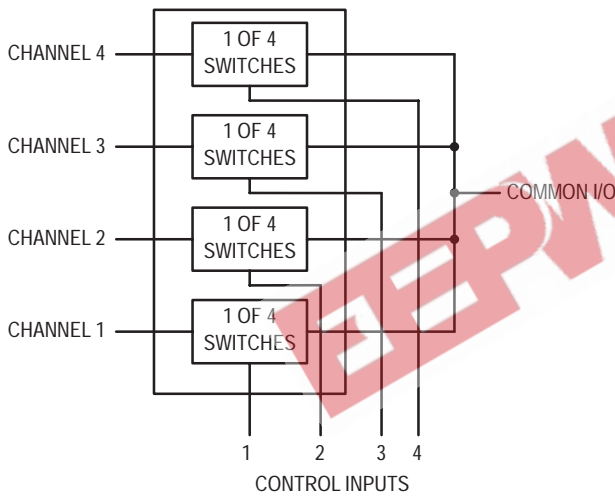 CHANNEL 4
1 OF 4
SWITCHES
CHANNEL 3
1 OF 4
SWITCHES
COMMON I/O
CHANNEL 2
1 OF 4
SWITCHES
CHANNEL 1
1 OF 4
SWITCHES
1 2 3 4
CONTROL INPUTS
EEPW